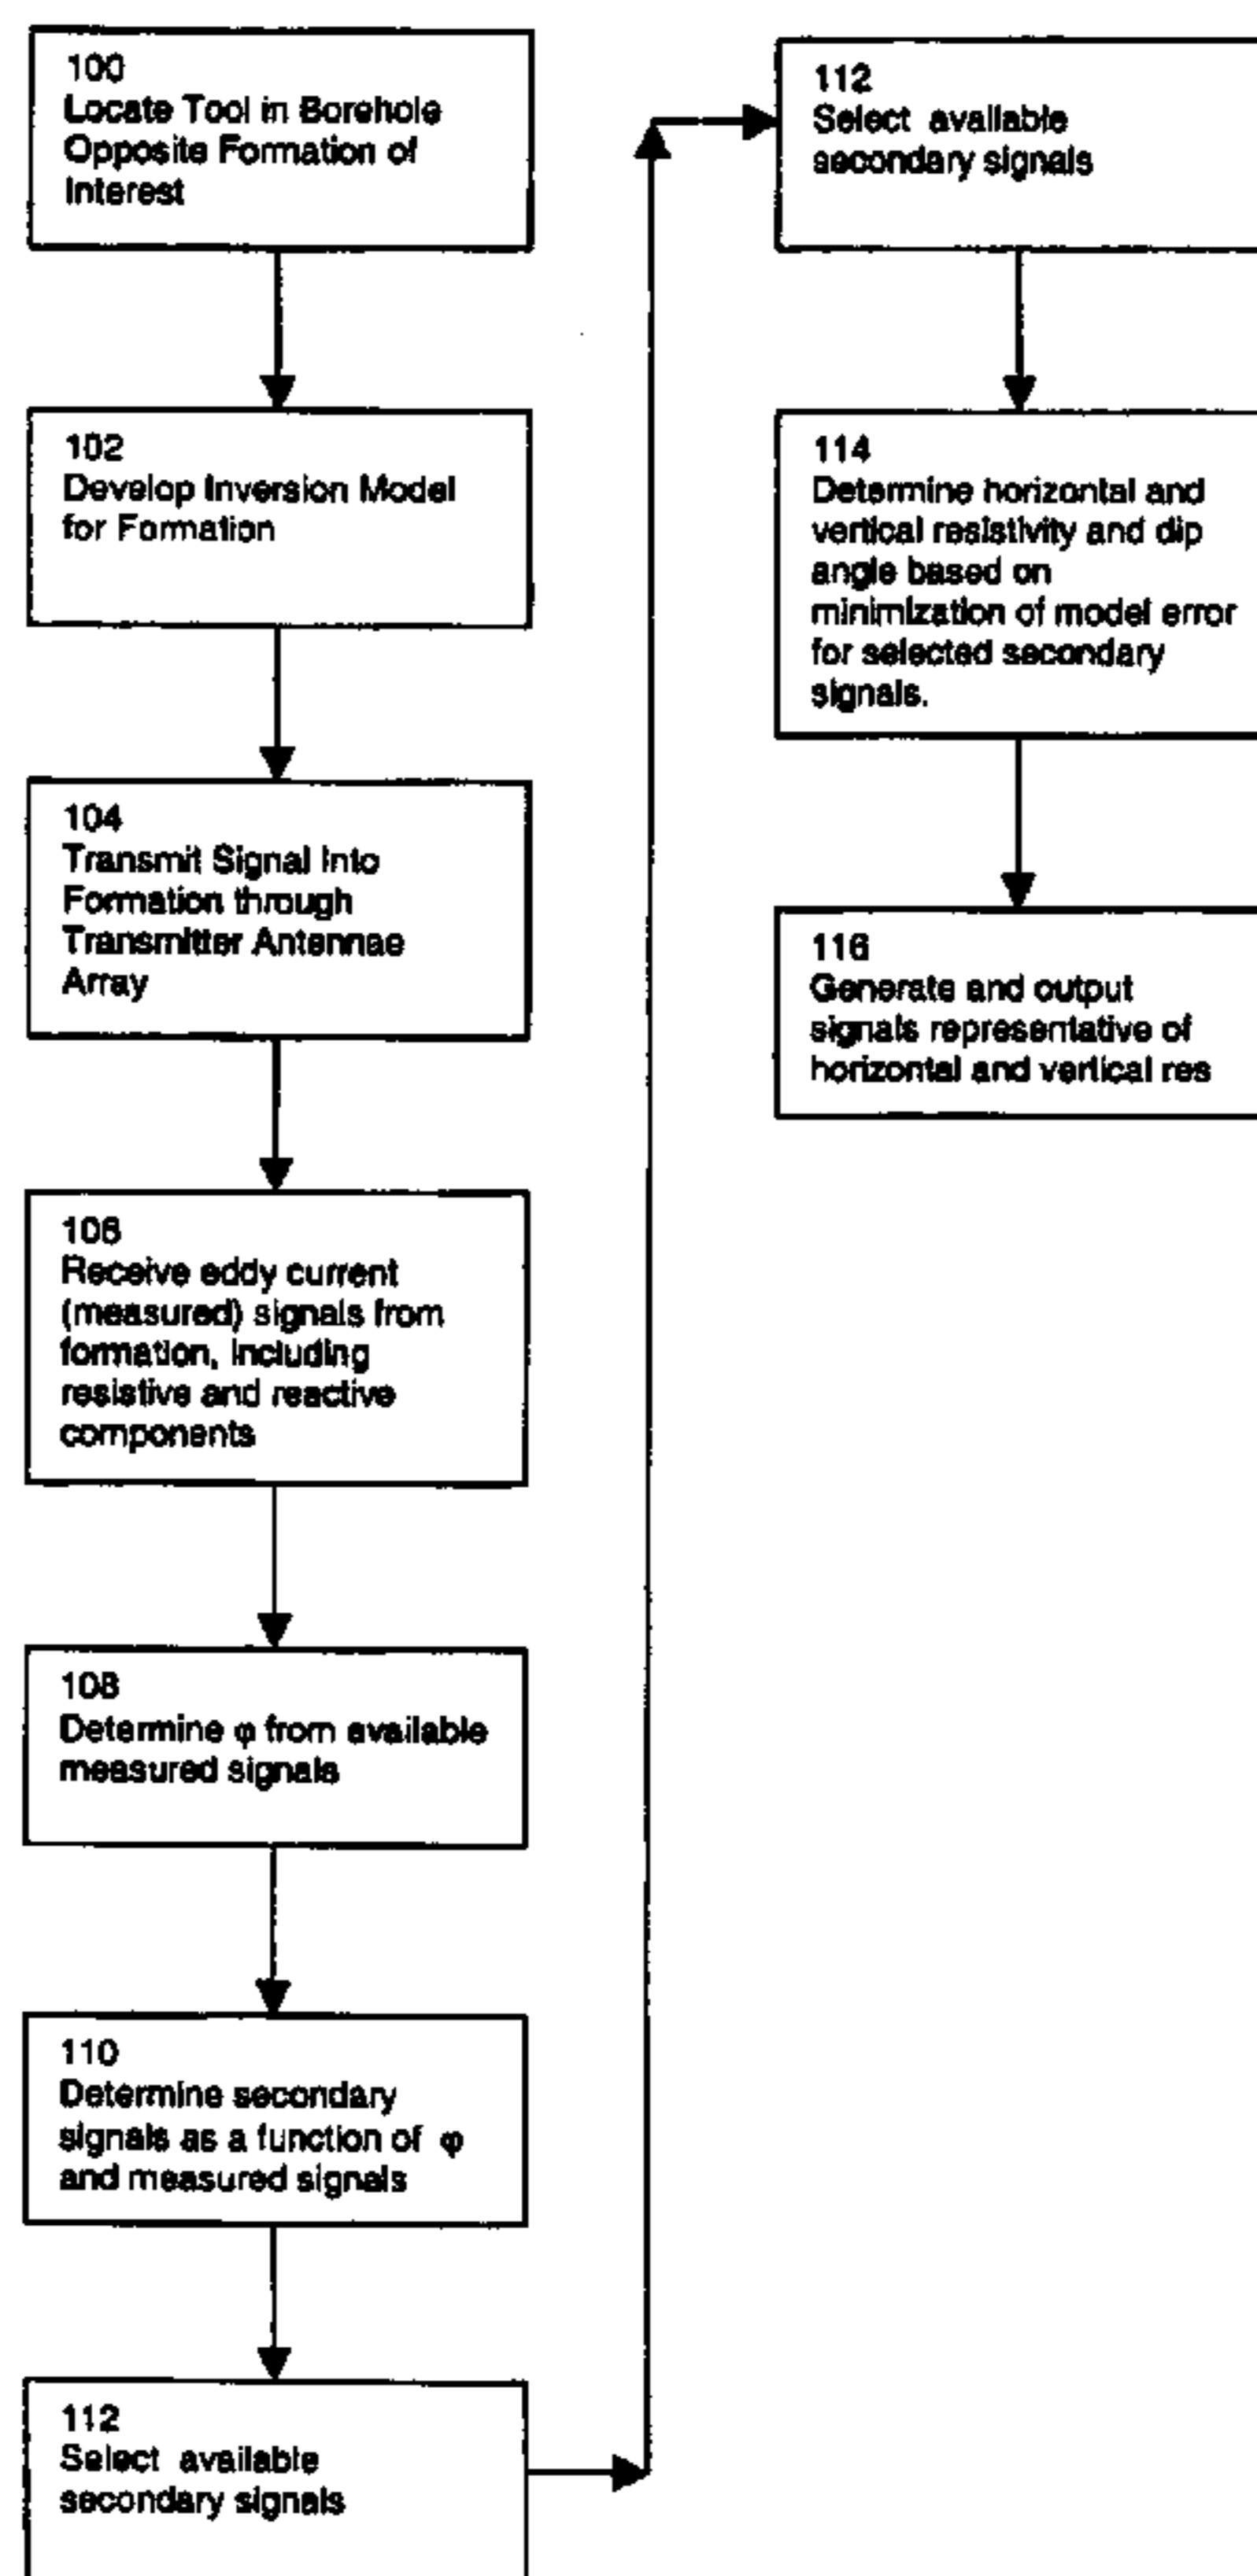 100
Locate Tool in Borehole
Opposite Formation of
Interest
102
Develop Inversion Model
for Formation
104
Transmit Signal Into
Formation through
Transmitter Antennae
Array
106
Receive eddy current
(measured) signals from
formation, including
resistive and reactive
components
108
Determine φ from available
measured signals
110
Determine secondary
signals as a function of φ
and measured signals
112
Select available
secondary signals
112
Select available
secondary signals
114
Determine horizontal and
vertical resistivity and dip
angle based on
minimization of model error
for selected secondary
signals.
116
Generate and output
signals representative of
horizontal and vertical res